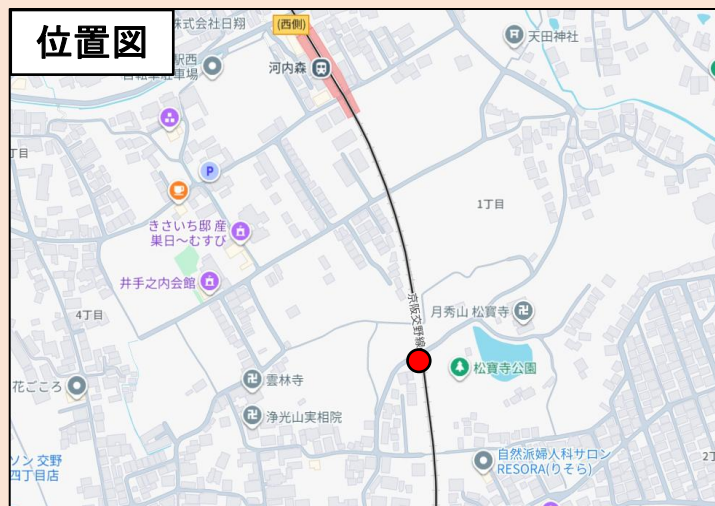 位置図
株式会社日翔
(西側)
天田神社
駅西
自転車駐車場
河内森
丁目
P
1丁目
きさいち邸 産
巣日〜むすび
井手之内会館
4丁目
京阪交野線
月秀山 松寶寺
松寶寺公園
花ごころ
雲林寺
浄光山実相院
ソン 交野
四丁目店
自然派婦人科サロン
RESORA(りそら)
2丁